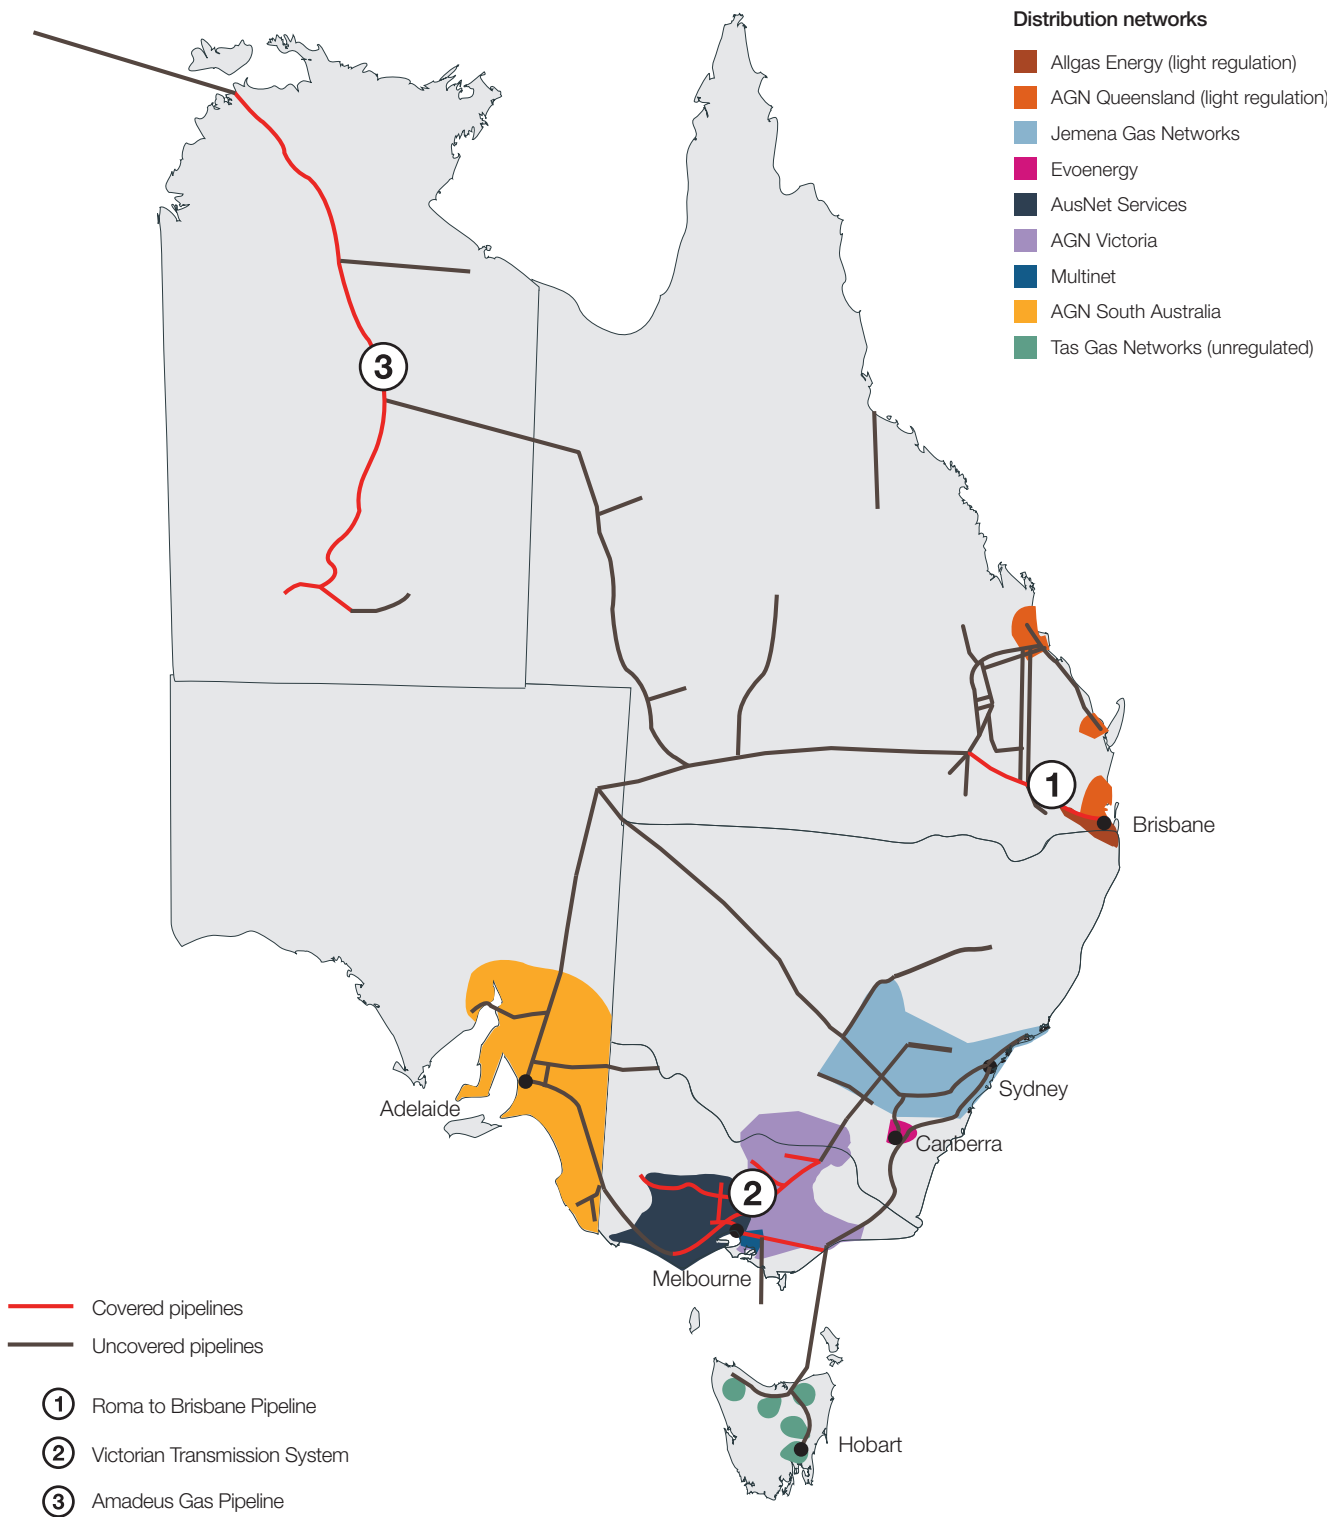 Distribution networks
Allgas Energy (light regulation)
AGN Queensland (light regulation)
Jemena Gas Networks
Evoenergy
AusNet Services
AGN Victoria
Multinet
AGN South Australia
Tas Gas Networks (unregulated)
3
1
Brisbane
Adelaide
Sydney
Canberra
2
Melbourne
Hobart
Covered pipelines
Uncovered pipelines
1 Roma to Brisbane Pipeline
2 Victorian Transmission System
3 Amadeus Gas Pipeline